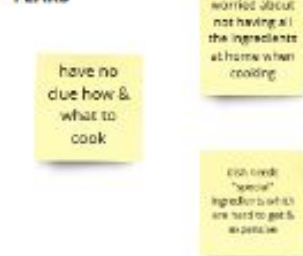 FEARS
have no
clue how &
what to
cook
worried about
not having all
the ingredients
at home when
cooking
dish needs
"special"
ingredients which
are hard to get &
expensive